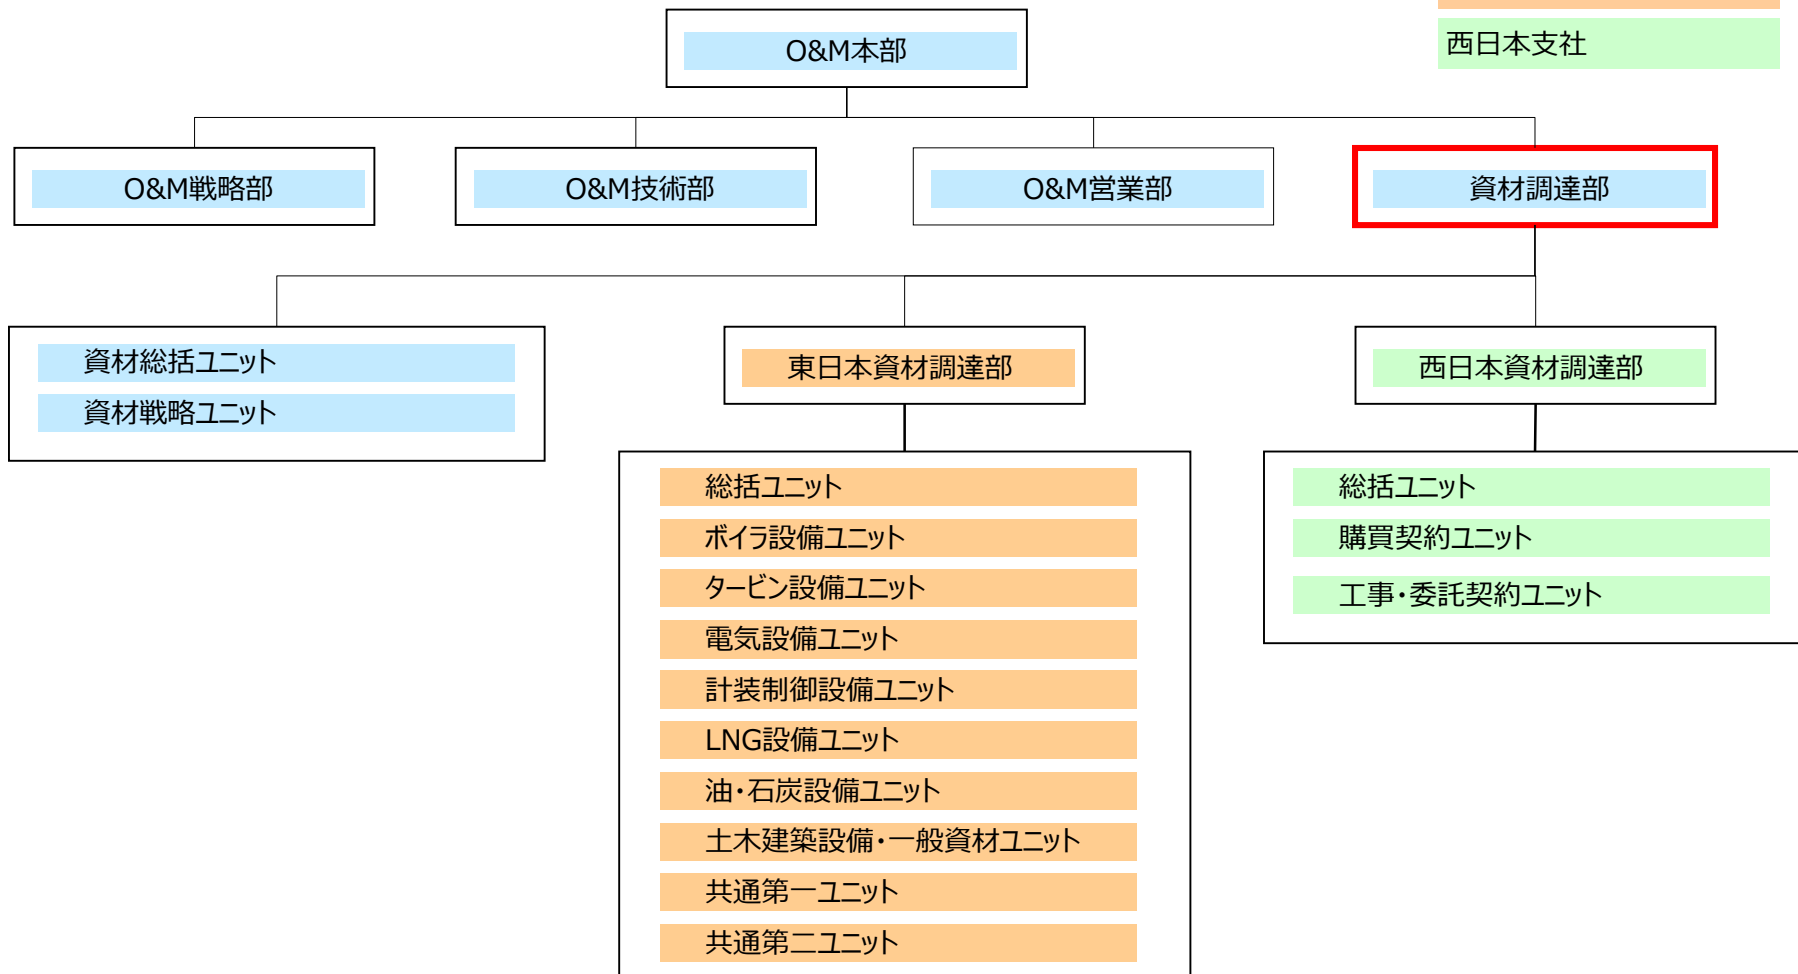 O&M本部
西日本支社
O&M戦略部
O&M技術部
O&M営業部
資材調達部
資材総括ユニット
資材戦略ユニット
東日本資材調達部
西日本資材調達部
総括ユニット
ボイラ設備ユニット
タービン設備ユニット
電気設備ユニット
計装制御設備ユニット
LNG設備ユニット
油・石炭設備ユニット
土木建築設備・一般資材ユニット
共通第一ユニット
共通第二ユニット
総括ユニット
購買契約ユニット
工事・委託契約ユニット